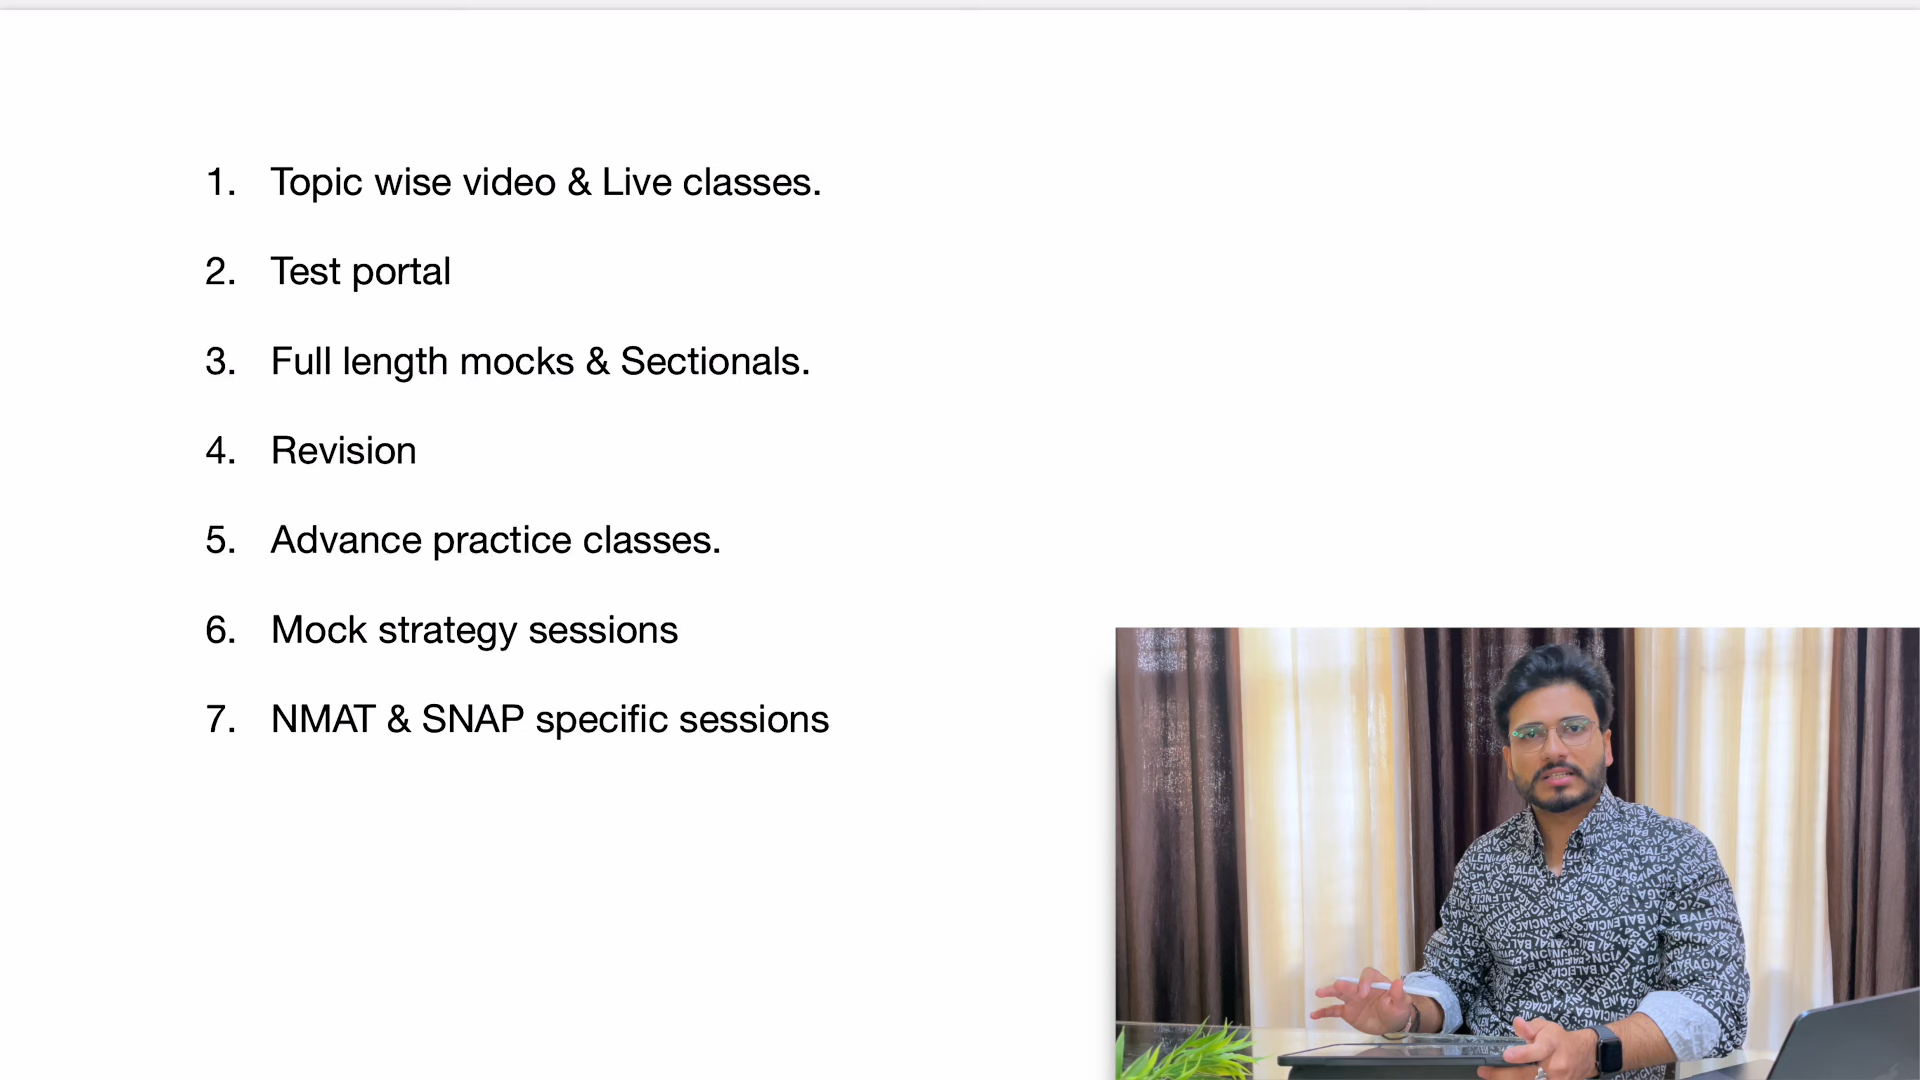 1. Topic wise video & Live classes.
2. Test portal
3. Full length mocks & Sectionals.
4. Revision
5. Advance practice classes.
6. Mock strategy sessions
7. NMAT & SNAP specific sessions
BALENCIAGA